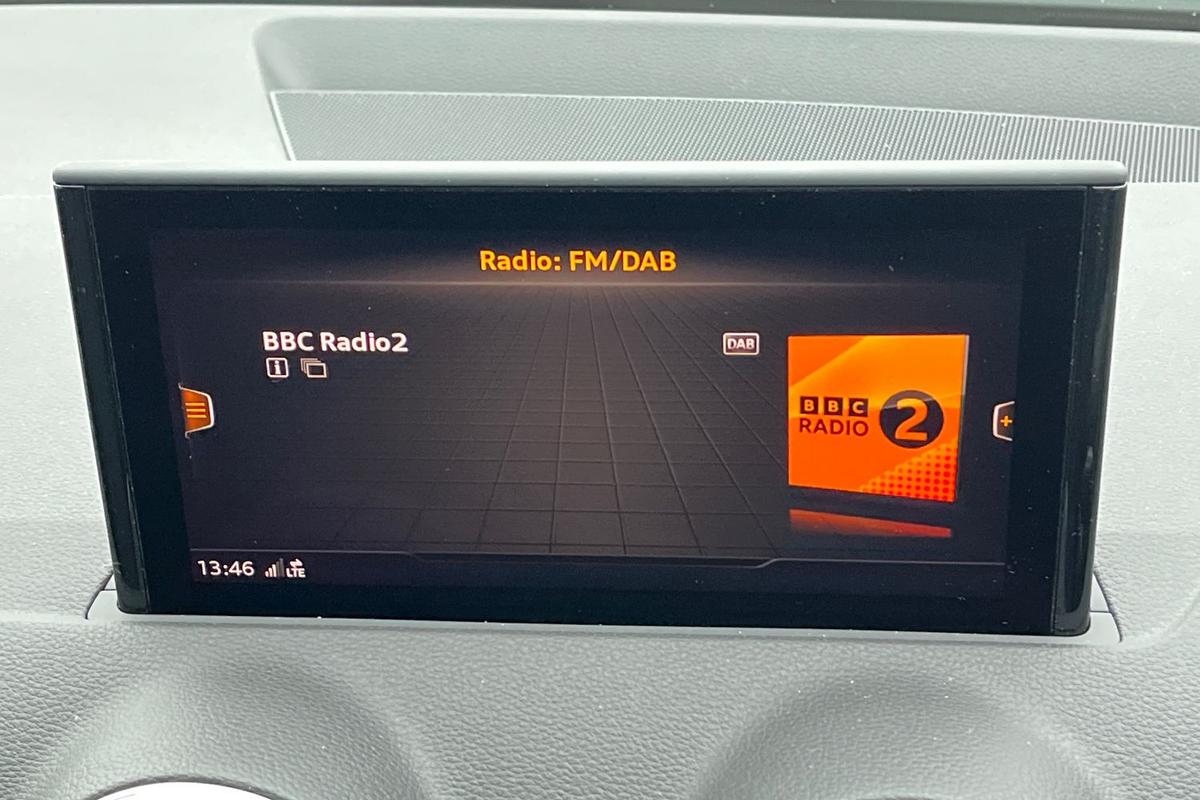 Radio: FM/DAB
BBC Radio2
DAB
BBC
RADIO 2
13:46 LTE